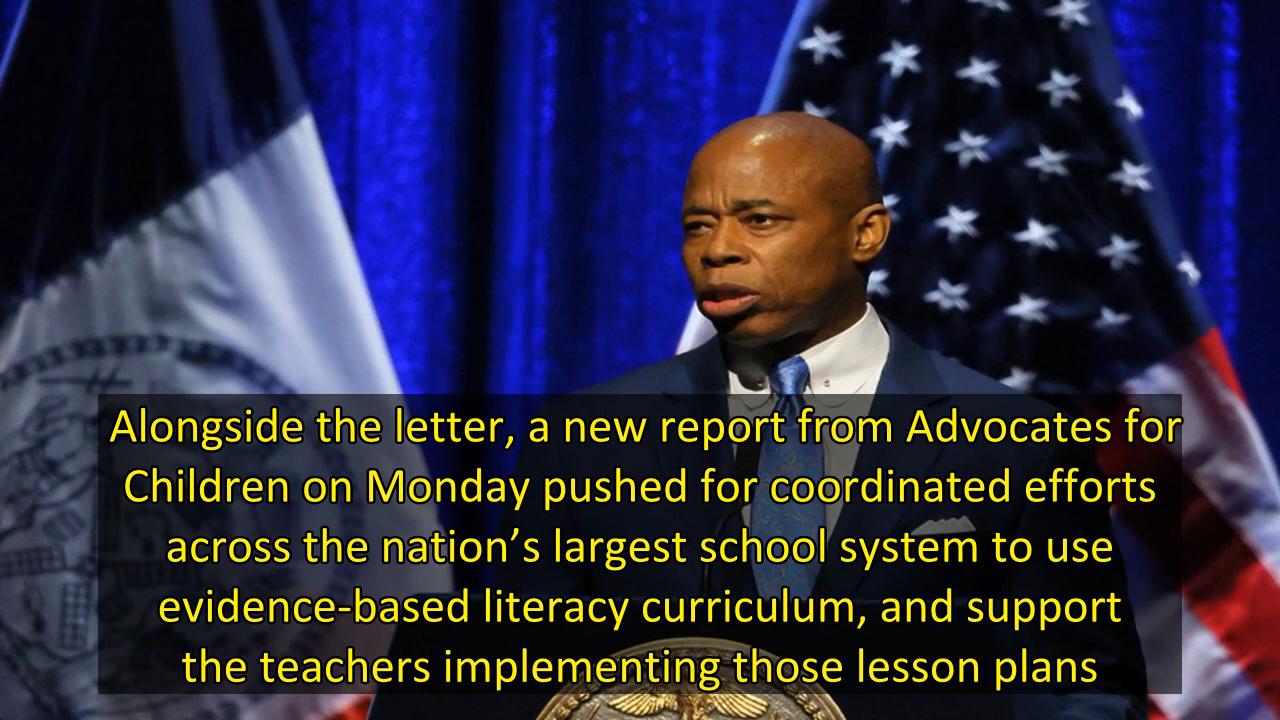 Alongside the letter, a new report from Advocates for
Children on Monday pushed for coordinated efforts
across the nation’s largest school system to use
evidence-based literacy curriculum, and support
the teachers implementing those lesson plans